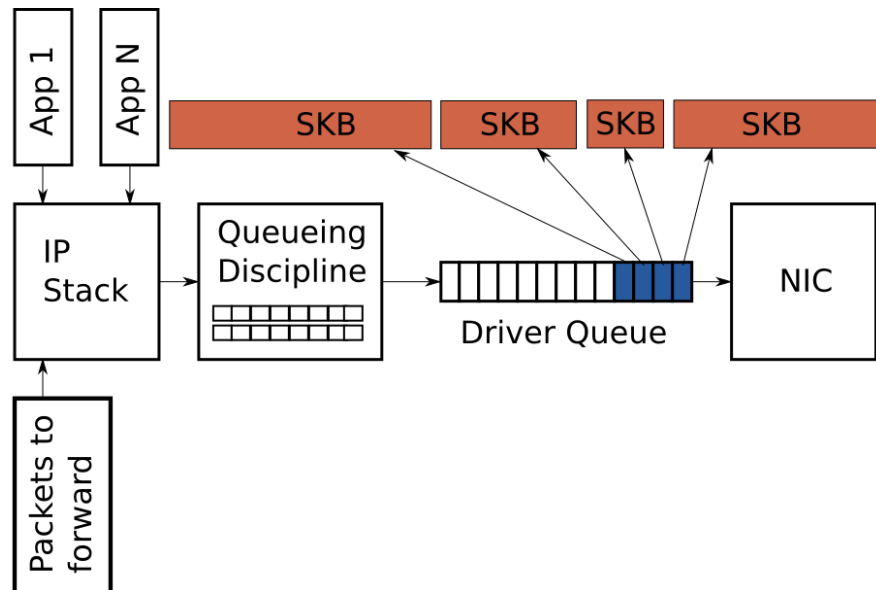 App 1
App N
SKB
SKB
SKB
SKB
IP
Stack
Queueing
Discipline
Driver Queue
NIC
Packets to
forward